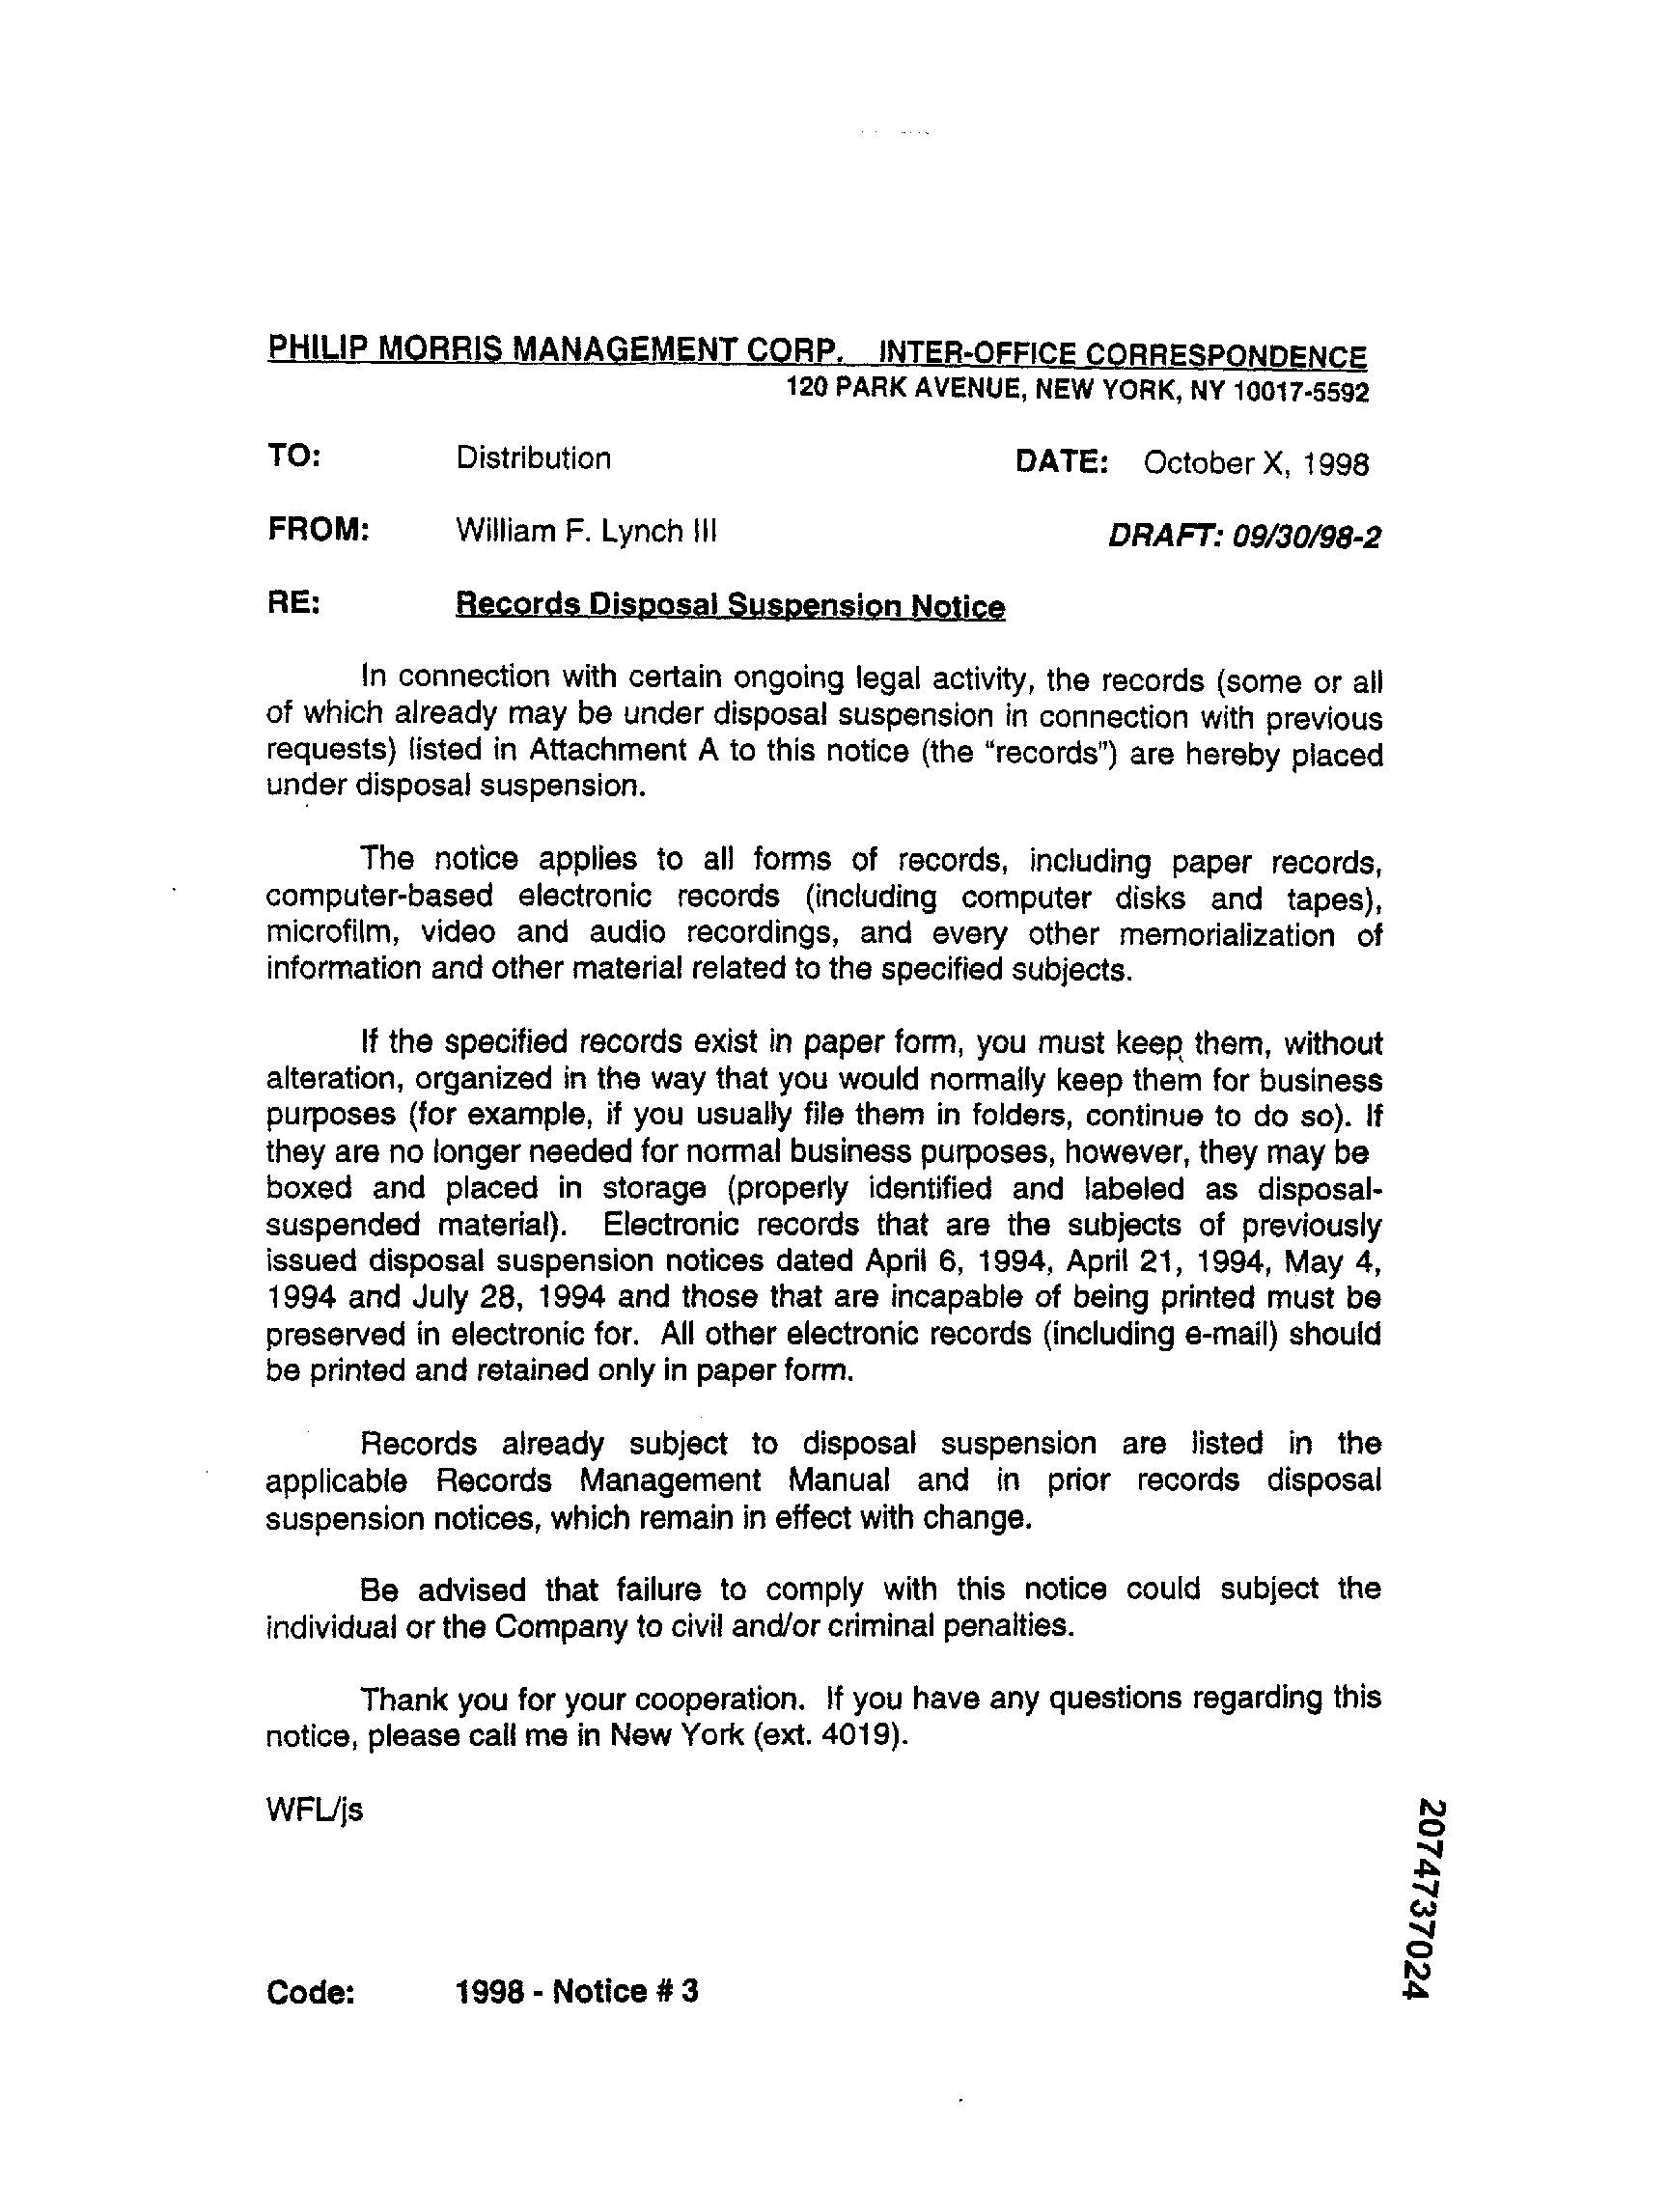 PHILIP MORRIS MANAGEMENT CORP. INTER-OFFICE CORRESPONDENCE
120 PARK AVENUE, NEW YORK, NY 10017-5592
TO: Distribution DATE: October X, 1998
FROM: William F. Lynch III DRAFT: 09/30/98-2
RE: Records Disposal Suspension Notice
In connection with certain ongoing legal activity, the records (some or all
of which already may be under disposal suspension in connection with previous
requests) listed in Attachment A to this notice (the “records”) are hereby placed
under disposal suspension.
The notice applies to all forms of records, including paper records,
computer-based electronic records (including computer disks and tapes),
microfilm, video and audio recordings, and every other memorialization of
information and other material related to the specified subjects.
If the specified records exist in paper form, you must keep them, without
alteration, organized in the way that you would normally keep them for business
purposes (for example, if you usually file them in folders, continue to do so). If
they are no longer needed for normal business purposes, however, they may be
boxed and placed in storage (properly identified and labeled as disposal-
suspended material). Electronic records that are the subjects of previously
issued disposal suspension notices dated April 6, 1994, April 21, 1994, May 4,
1994 and July 28, 1994 and those that are incapable of being printed must be
preserved in electronic for. All other electronic records (including e-mail) should
be printed and retained only in paper form.
Records already subject to disposal suspension are listed in the
applicable Records Management Manual and in prior records disposal
suspension notices, which remain in effect with change.
Be advised that failure to comply with this notice could subject the
individual or the Company to civil and/or criminal penalties.
Thank you for your cooperation. If you have any questions regarding this
notice, please call me in New York (ext. 4019).
WFL/js
2074737024
Code: 1998 - Notice # 3